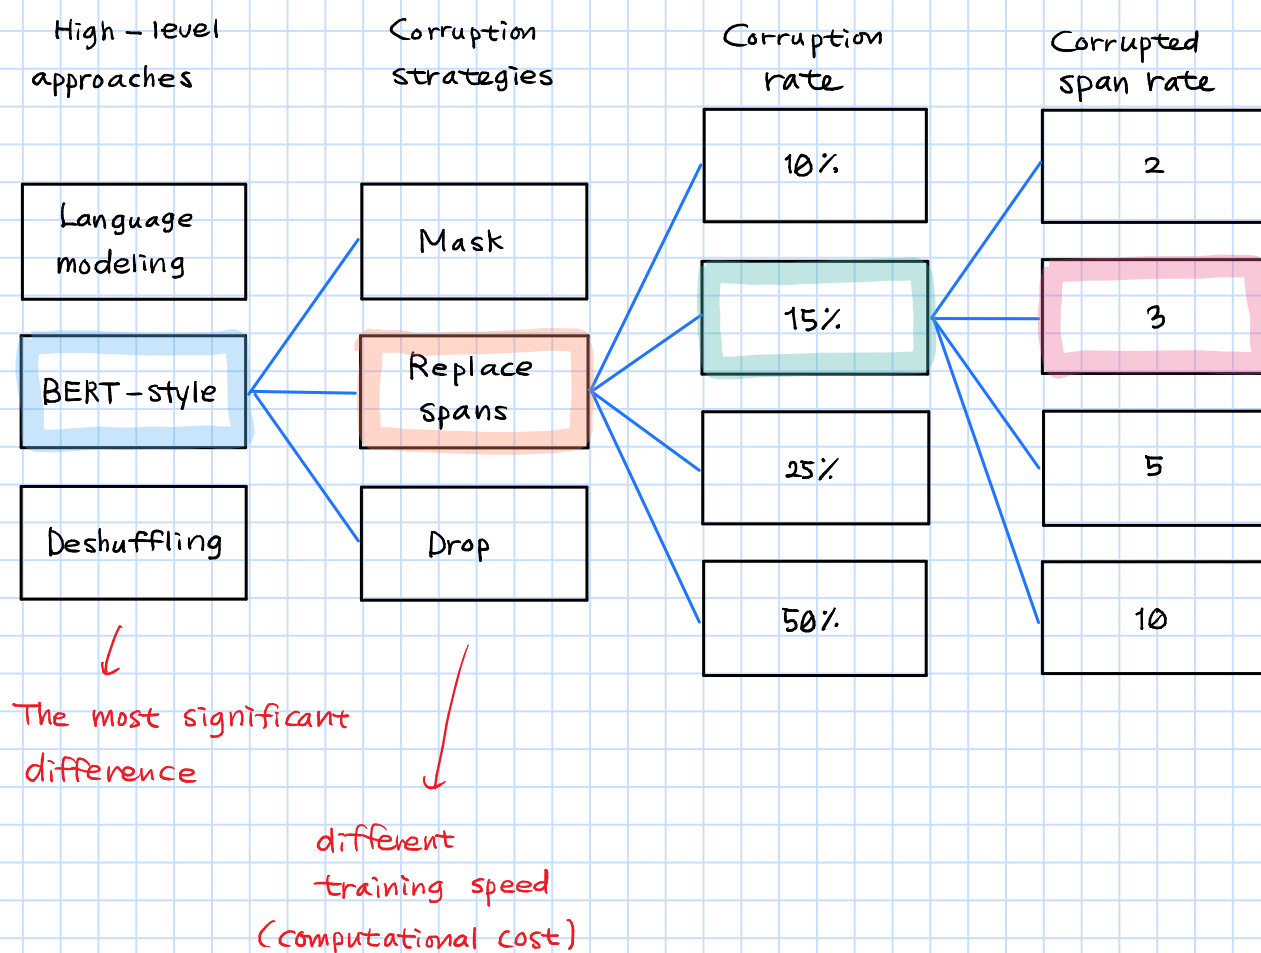 High-level
approaches
Corruption
strategies
Corruption
rate
Corrupted
span rate
Language
modeling
BERT-style
Deshuffling
Mask
Replace
spans
Drop
10%
15%
25%
50%
2
3
5
10
The most significant
difference
different
training speed
(computational cost)